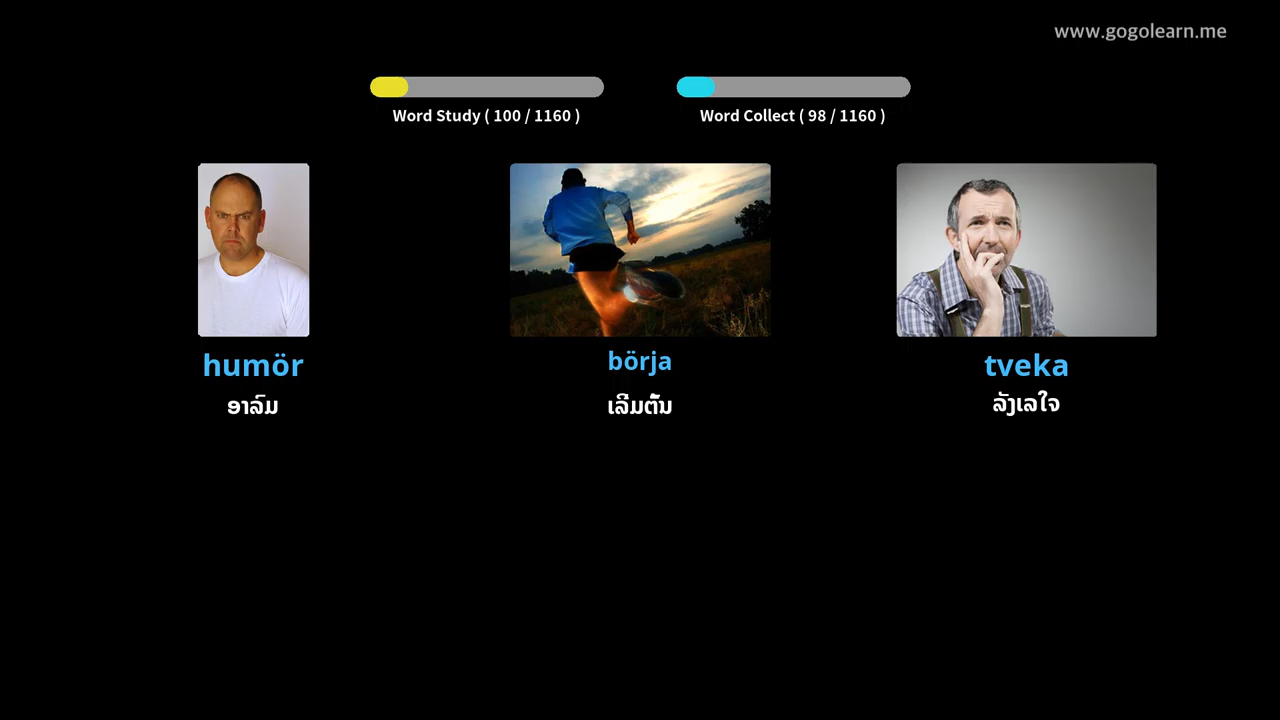 www.gogolearn.me
Word Study ( 100 / 1160 )
Word Collect ( 98 / 1160 )
humör
börja
tveka
ອາລົມ
ເລີ່ມຕົ້ນ
ລັງເລໃຈ